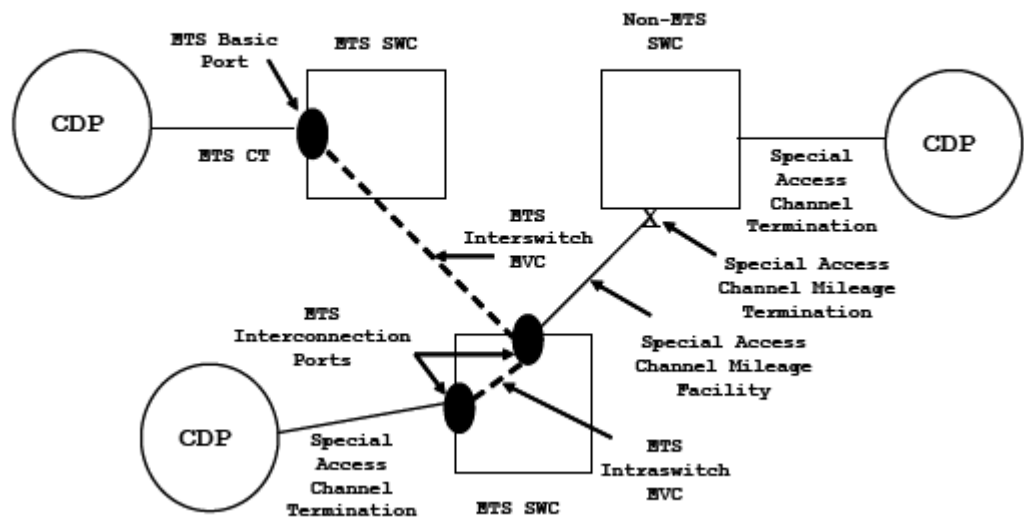 ETS Basic
Port
ETS SWC
Non-ETS
SWC
CDP
ETS CT
CDP
Special
Access
Channel
Termination
ETS
Interswitch
EVC
Special Access
Channel Mileage
Termination
ETS
Interconnection
Ports
Special Access
Channel Mileage
Facility
X
CDP
Special
Access
Channel
Termination
ETS
Intraswitch
EVC
ETS SWC